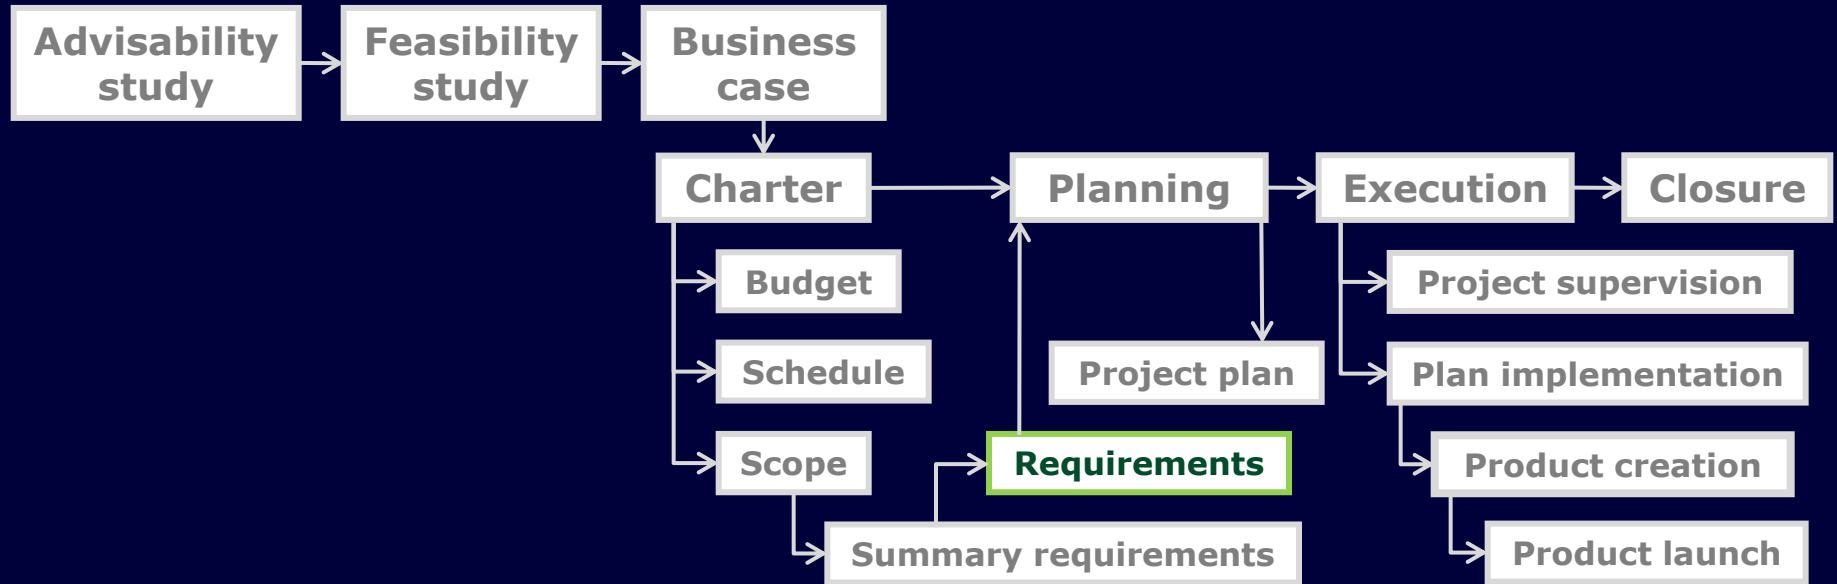 Advisability
study
Feasibility
study
Business
case
Charter
Planning
Execution
Closure
Budget
Project supervision
Schedule
Project plan
Plan implementation
Scope
Requirements
Product creation
Summary requirements
Product launch